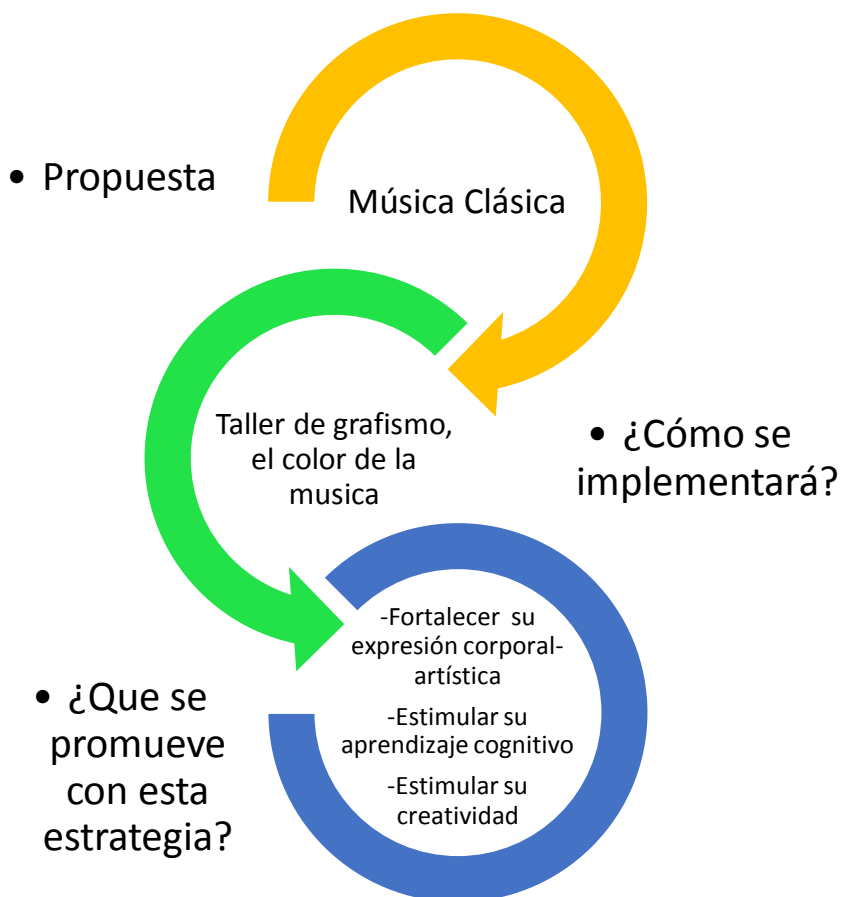 • Propuesta
Música Clásica
Taller de grafismo,
el color de la
musica
• ¿Cómo se
implementará?
-Fortalecer su
expresión corporal-
artística
-Estimular su
aprendizaje cognitivo
-Estimular su
creatividad
• ¿Que se
promueve
con esta
estrategia?